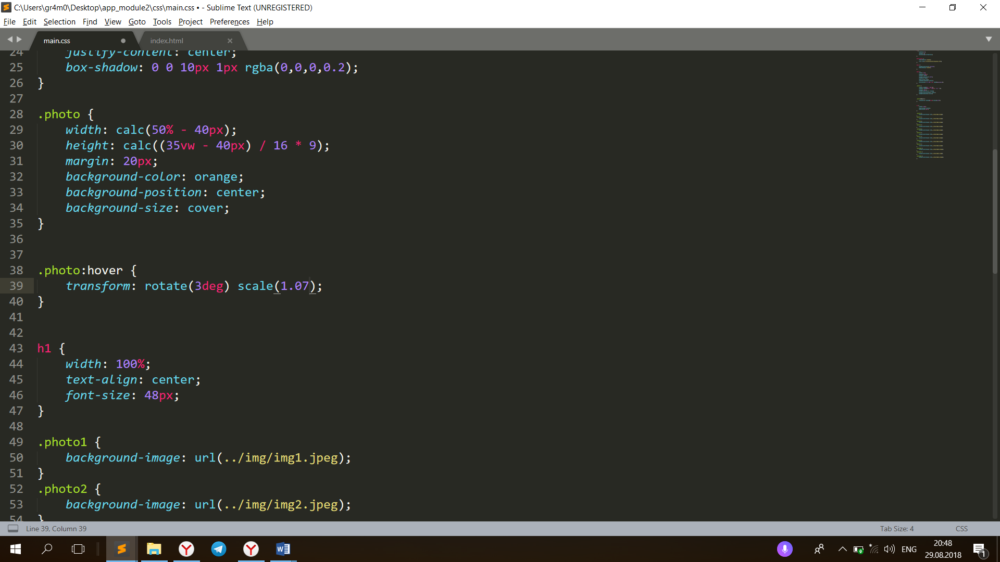 C:\Users\gr4m0\Desktop\app_module2\css\main.css • - Sublime Text (UNREGISTERED)
File Edit Selection Find View Goto Tools Project Preferences Help
main.css index.html
24 justify-content: center;
25 box-shadow: 0 0 10px 1px rgba(0,0,0,0.2);
26 }
27
28 .photo {
29 width: calc(50% - 40px);
30 height: calc((35vw - 40px) / 16 * 9);
31 margin: 20px;
32 background-color: orange;
33 background-position: center;
34 background-size: cover;
35 }
36
37
38 .photo:hover {
39 transform: rotate(3deg) scale(1.07);
40 }
41
42
43 h1 {
44 width: 100%;
45 text-align: center;
46 font-size: 48px;
47 }
48
49 .photo1 {
50 background-image: url(../img/img1.jpeg);
51 }
52 .photo2 {
53 background-image: url(../img/img2.jpeg);
54 }
Line 39, Column 39 Tab Size: 4 CSS
ENG 20:48
29.08.2018
1